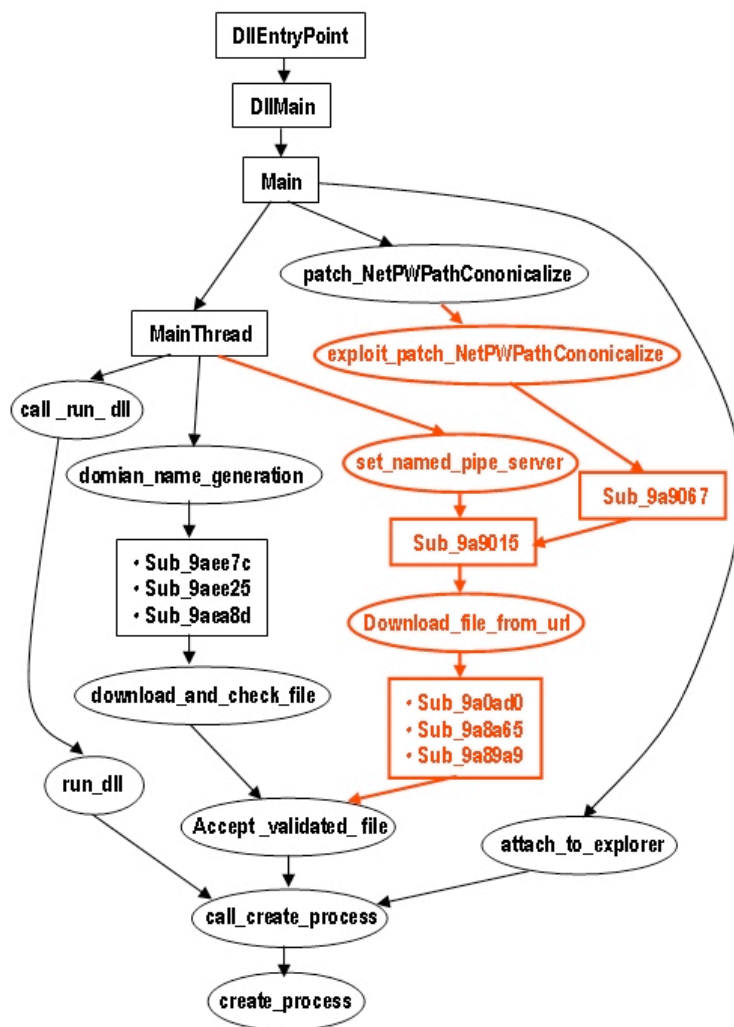 DllEntryPoint
DllMain
Main
patch_NetPWPathCononicalize
MainThread
exploit_patch_NetPWPathCononicalize
call _run_ dll
set_named_pipe_server
domian_name_generation
Sub_9a9067
Sub_9a9015
• Sub_9aee7c
• Sub_9aee25
• Sub_9aea8d
Download_file_from_url
download_and_check_file
• Sub_9a0ad0
• Sub_9a8a65
• Sub_9a89a9
run_dll
Accept _validated_ file
attach_to_explorer
call_create_process
create_process